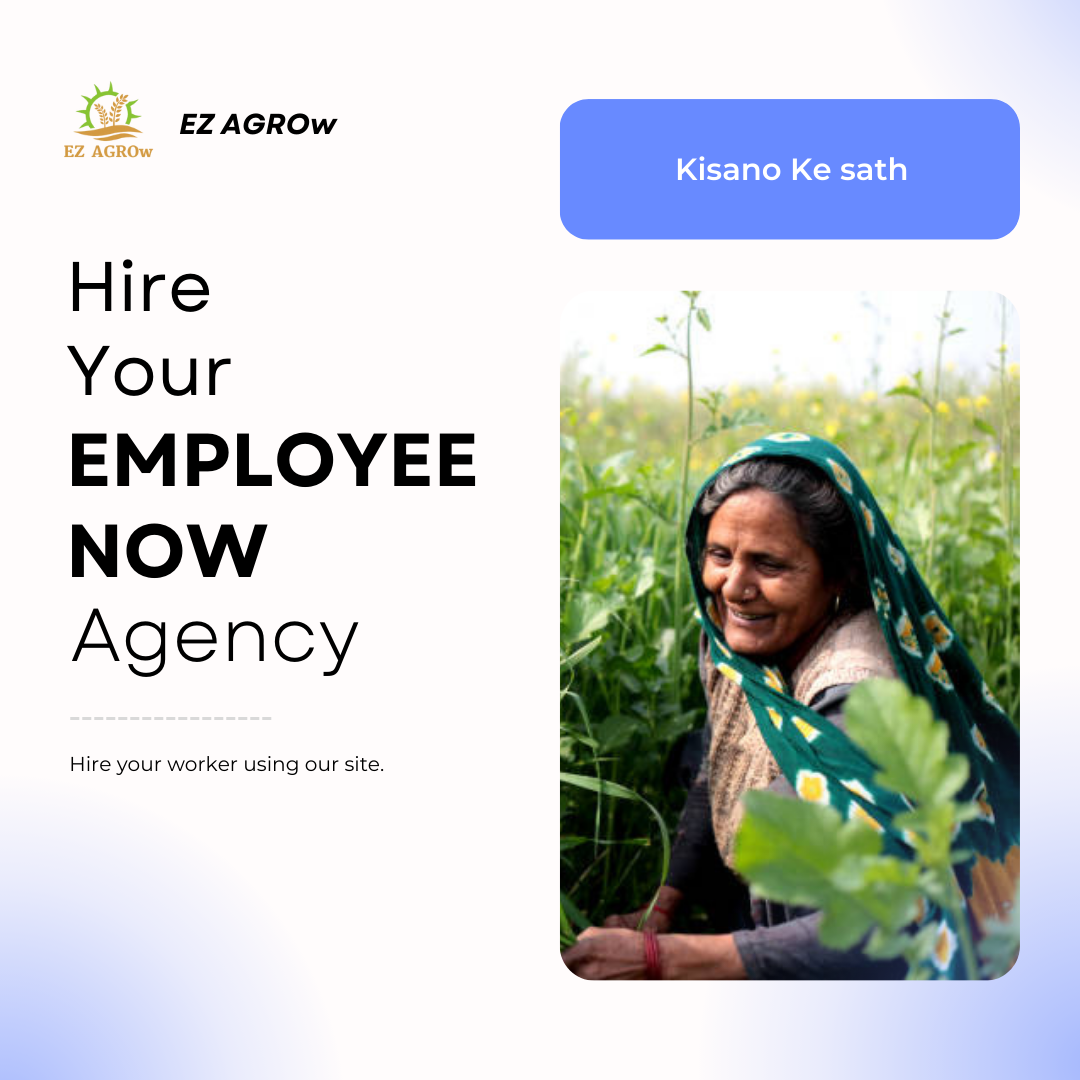 EZ AGROw
EZ AGROw
Kisano Ke sath
Hire
Your
EMPLOYEE
NOW
Agency
Hire your worker using our site.